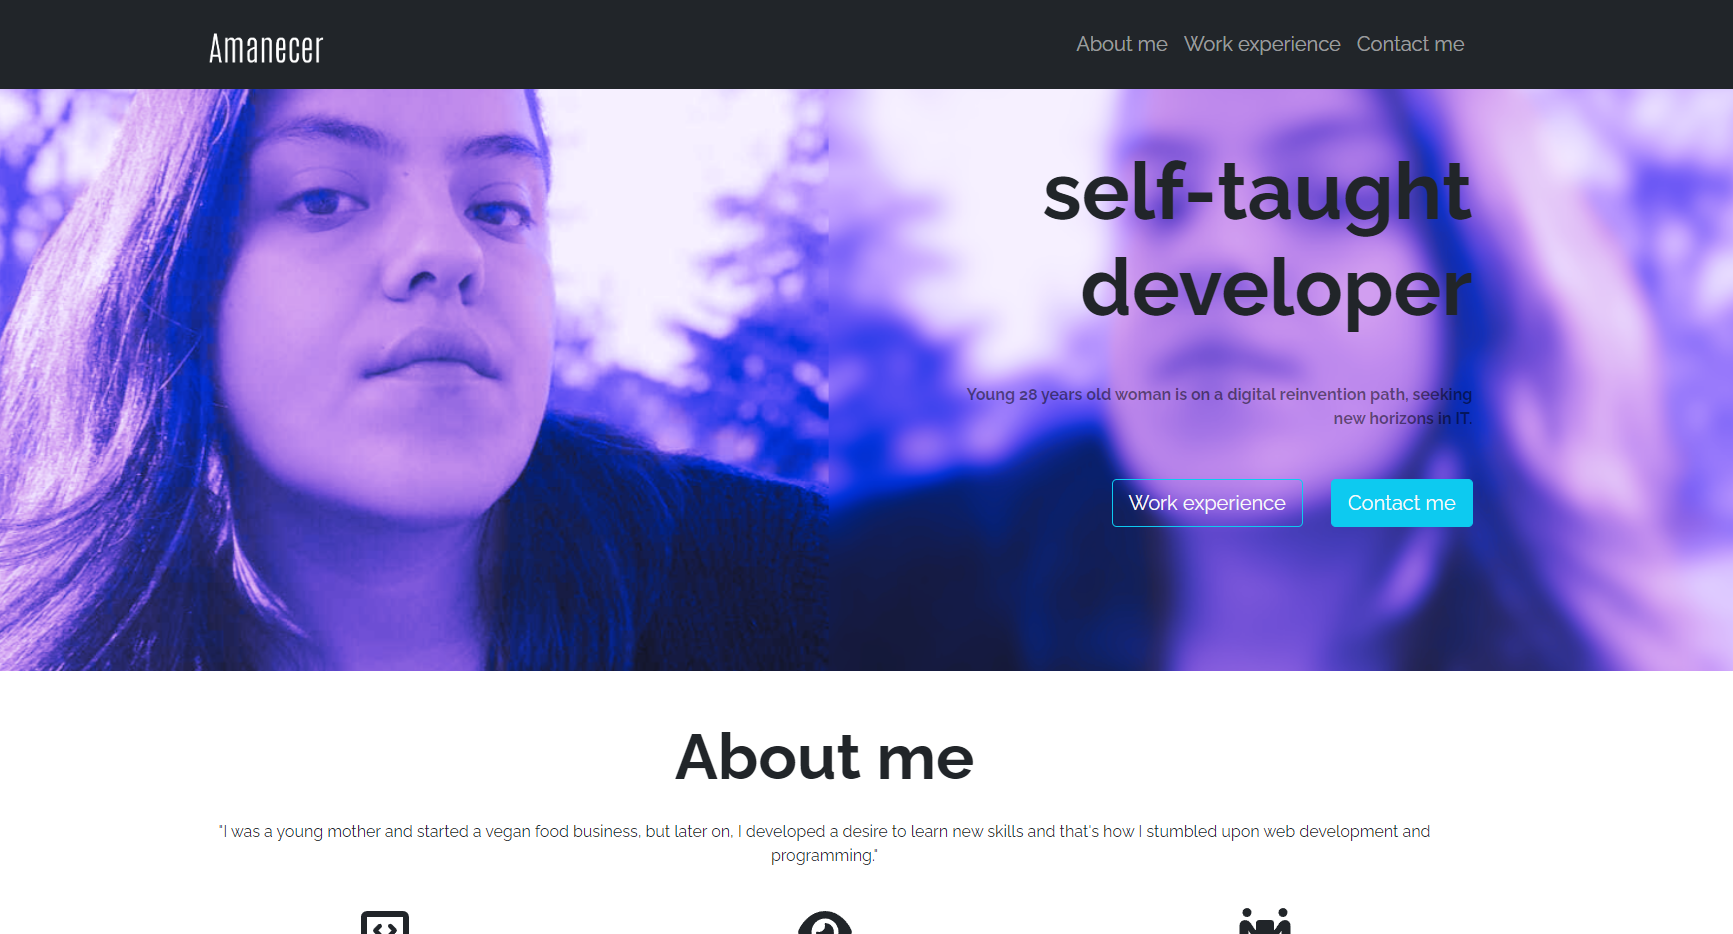 Amanecer
About me Work experience Contact me
self-taught
developer
Young 28 years old woman is on a digital reinvention path, seeking
new horizons in IT.
Work experience Contact me
About me
"I was a young mother and started a vegan food business, but later on, I developed a desire to learn new skills and that's how I stumbled upon web development and
programming."